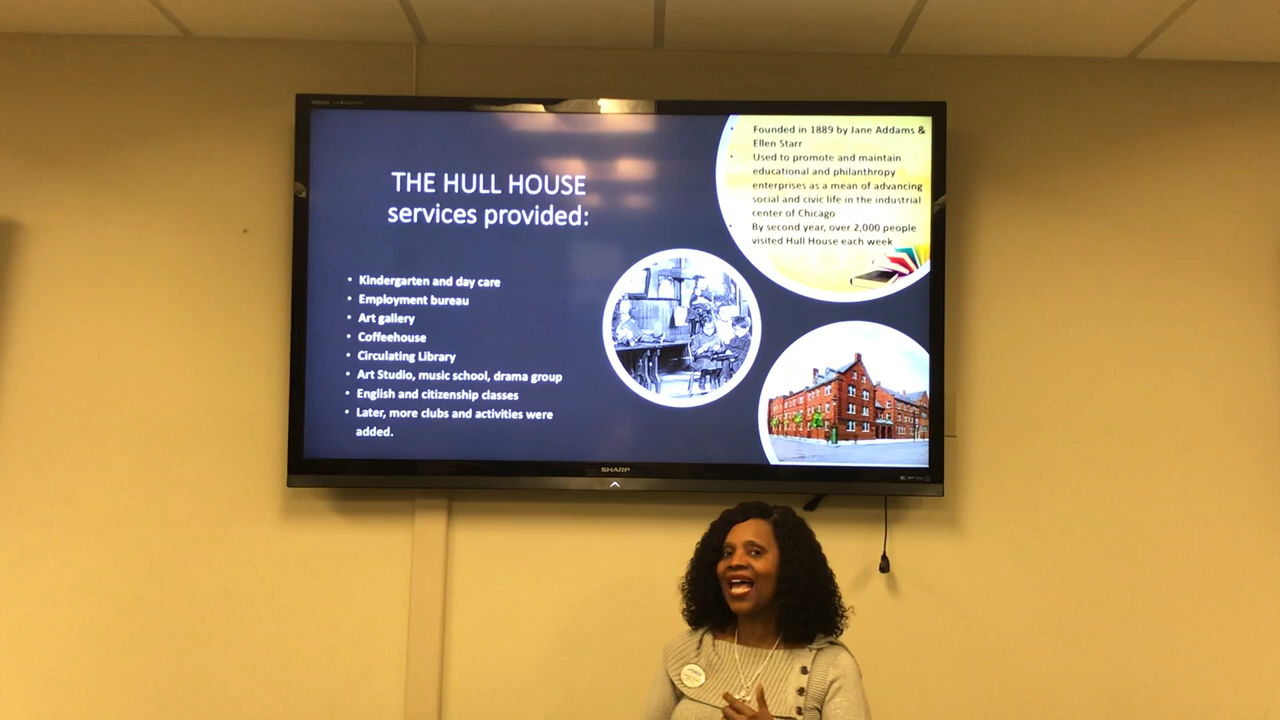 THE HULL HOUSE
services provided:
• Kindergarten and day care
• Employment bureau
• Art gallery
• Coffeehouse
• Circulating Library
• Art Studio, music school, drama group
• English and citizenship classes
• Later, more clubs and activities were
added.
Founded in 1889 by Jane Addams &
Ellen Starr
• Used to promote and maintain
educational and philanthropy
enterprises as a mean of advancing
social and civic life in the industrial
center of Chicago
By second year, over 2,000 people
visited Hull House each week
SHARP